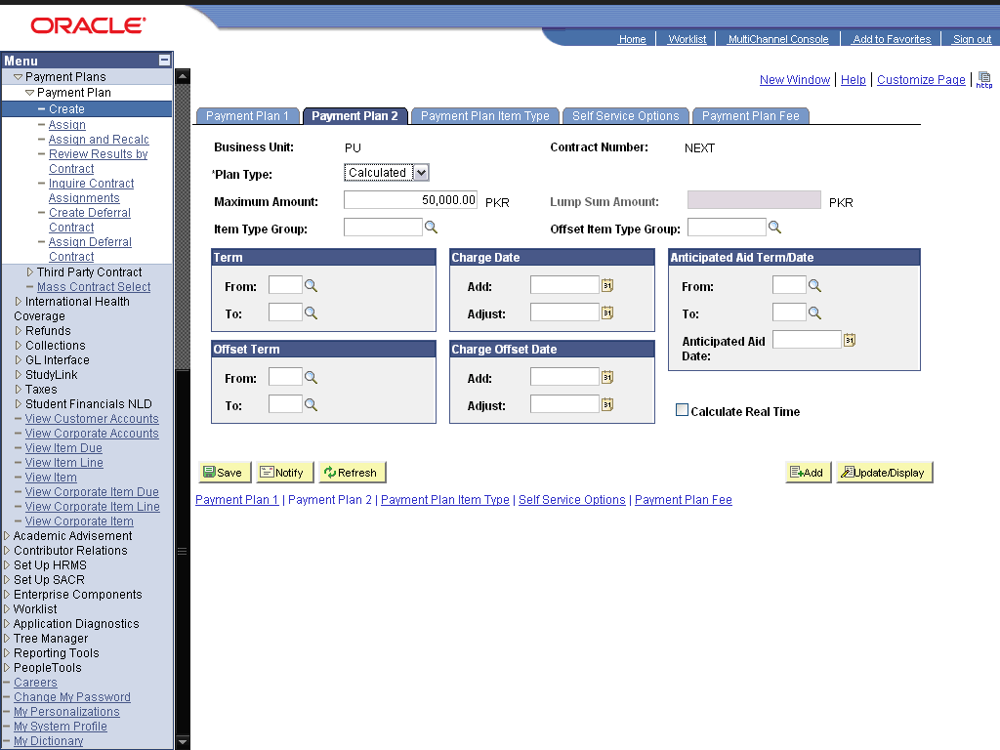 ORACLE
Home Worklist MultiChannel Console Add to Favorites Sign out
Menu
Payment Plans
Payment Plan
Create
Assign
Assign and Recalc
Review Results by
Contract
Inquire Contract
Assignments
Create Deferral
Contract
Assign Deferral
Contract
Third Party Contract
Mass Contract Select
International Health
Coverage
Refunds
Collections
GL Interface
StudyLink
Taxes
Student Financials NLD
View Customer Accounts
View Corporate Accounts
View Item Due
View Item Line
View Item
View Corporate Item Due
View Corporate Item Line
View Corporate Item
Academic Advisement
Contributor Relations
Set Up HRMS
Set Up SACR
Enterprise Components
Worklist
Application Diagnostics
Tree Manager
Reporting Tools
PeopleTools
Careers
Change My Password
My Personalizations
My System Profile
My Dictionary
New Window | Help | Customize Page | http
Payment Plan 1 Payment Plan 2 Payment Plan Item Type Self Service Options Payment Plan Fee
Business Unit: PU Contract Number: NEXT
*Plan Type: Calculated
Maximum Amount: 50,000.00 PKR Lump Sum Amount: PKR
Item Type Group: Offset Item Type Group:
Term
From:
To:
Charge Date
Add: 31
Adjust: 31
Anticipated Aid Term/Date
From:
To:
Anticipated Aid 31
Date:
Offset Term
From:
To:
Charge Offset Date
Add: 31
Adjust: 31
Calculate Real Time
Save Notify Refresh Add Update/Display
Payment Plan 1 | Payment Plan 2 | Payment Plan Item Type | Self Service Options | Payment Plan Fee